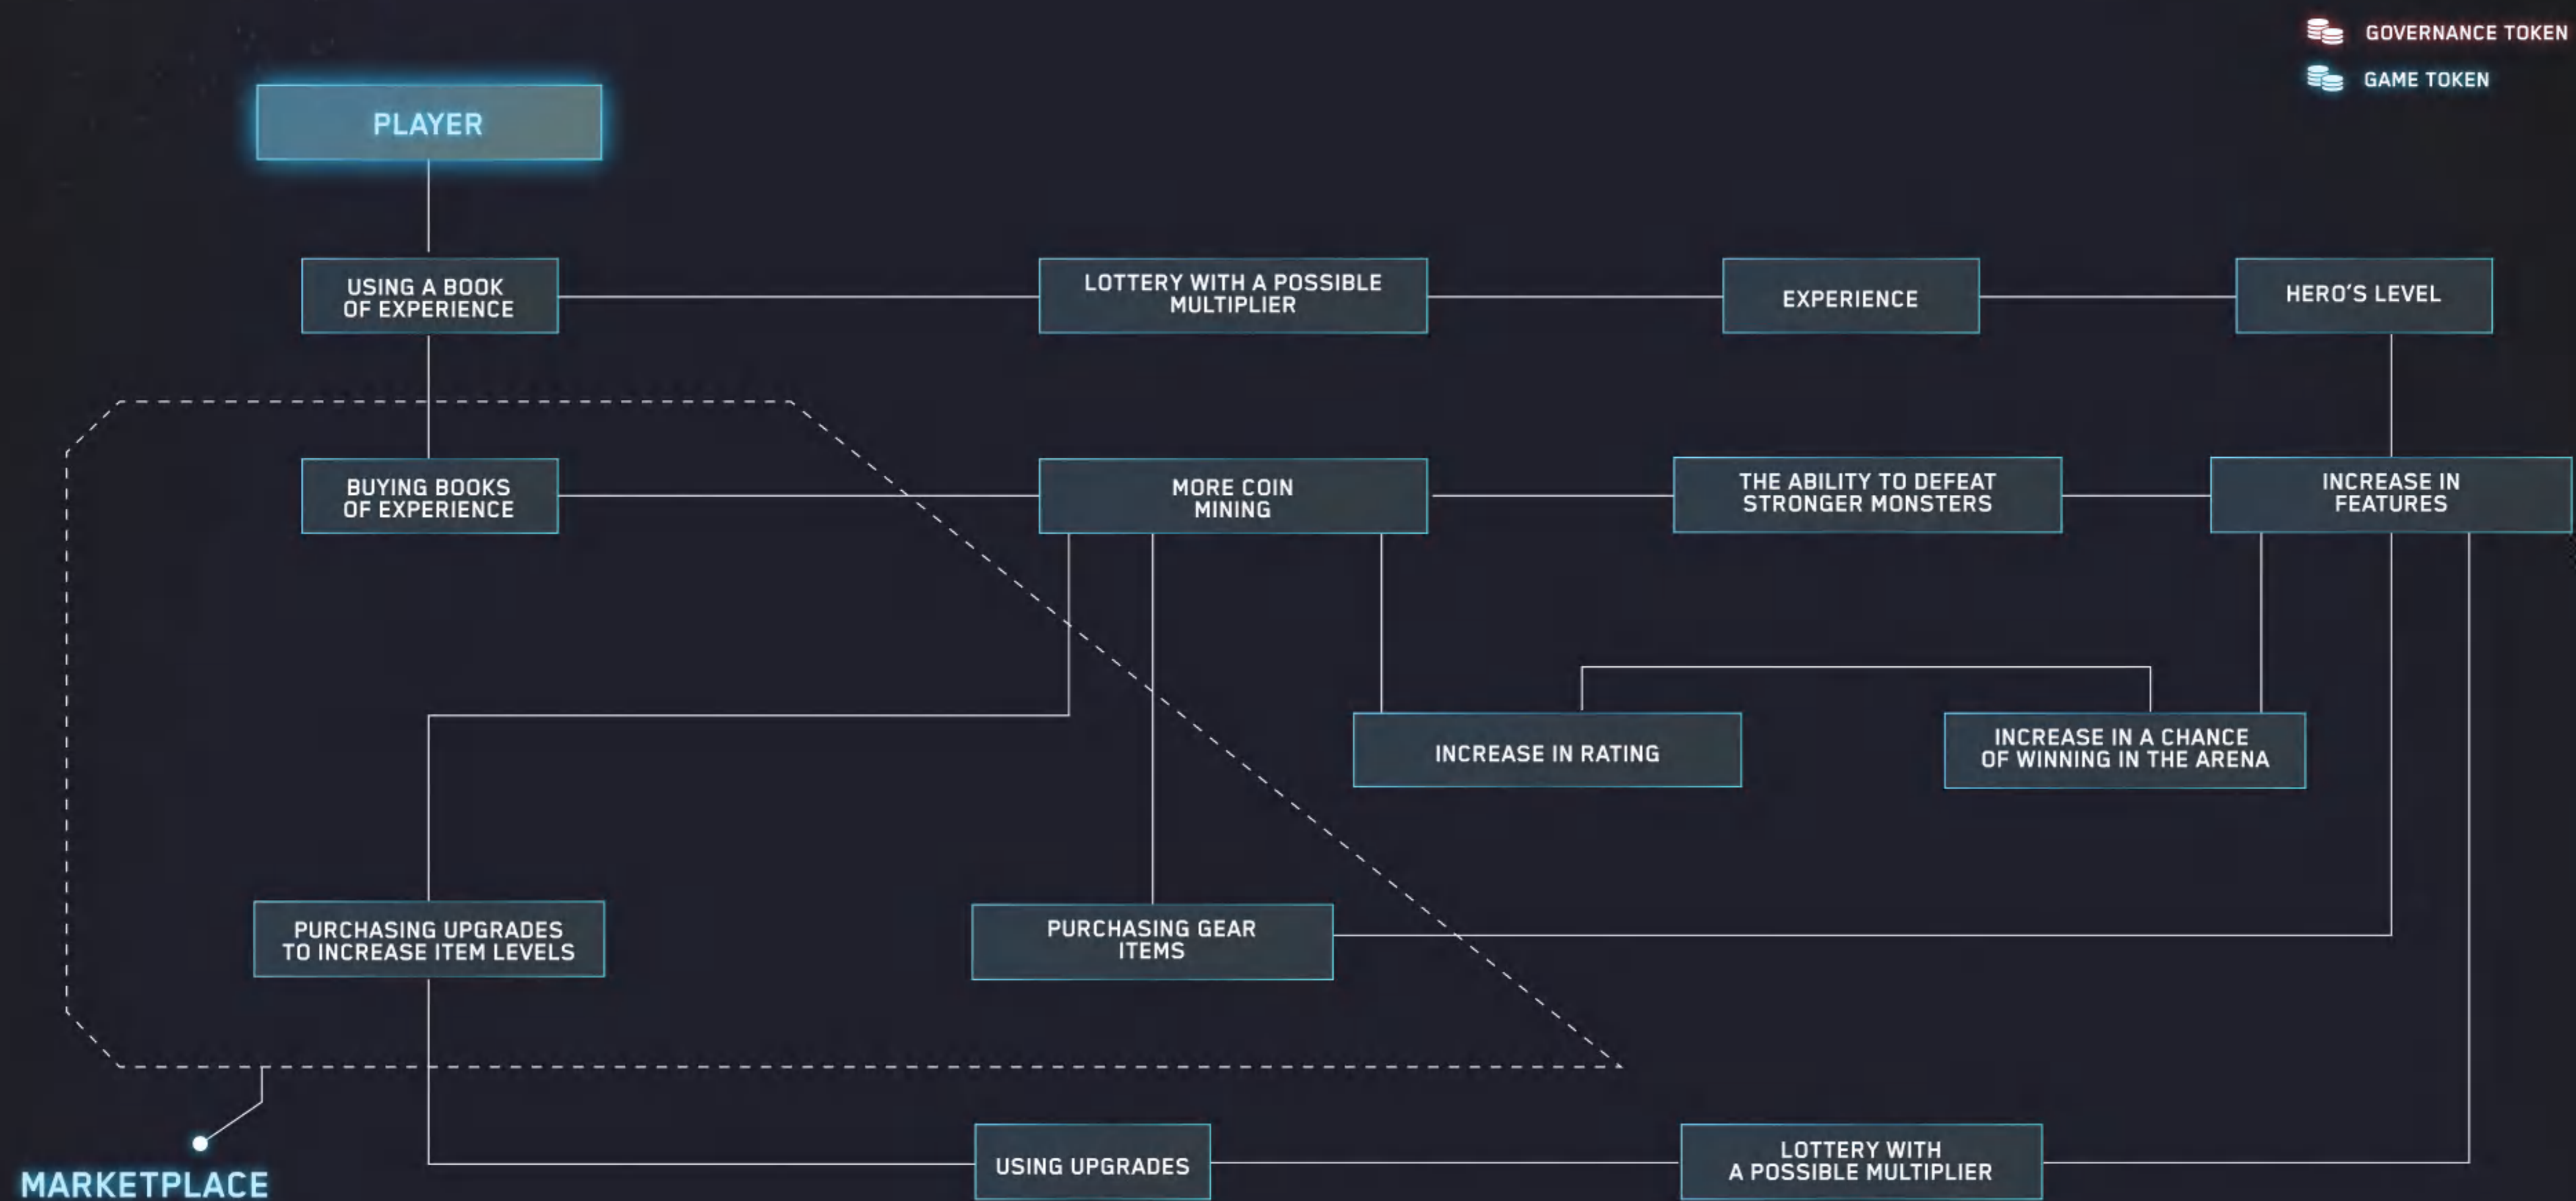 GOVERNANCE TOKEN
GAME TOKEN
PLAYER
USING A BOOK
OF EXPERIENCE
LOTTERY WITH A POSSIBLE
MULTIPLIER
EXPERIENCE
HERO'S LEVEL
BUYING BOOKS
OF EXPERIENCE
MORE COIN
MINING
THE ABILITY TO DEFEAT
STRONGER MONSTERS
INCREASE IN
FEATURES
INCREASE IN RATING
INCREASE IN A CHANCE
OF WINNING IN THE ARENA
PURCHASING UPGRADES
TO INCREASE ITEM LEVELS
PURCHASING GEAR
ITEMS
USING UPGRADES
LOTTERY WITH
A POSSIBLE MULTIPLIER
MARKETPLACE